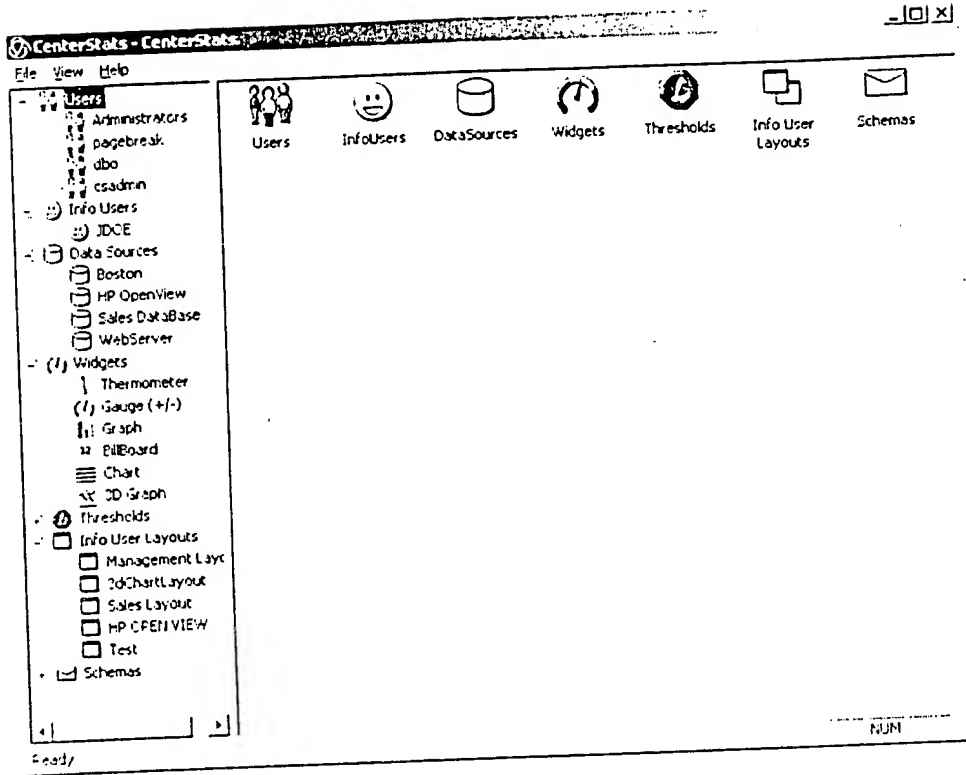 CenterStats - CenterStats
File View Help
Users
Administrators
pagebreak
dbo
csadmin
Info Users
JDOE
Data Sources
Boston
HP OpenView
Sales DataBase
WebServer
Widgets
Thermometer
Gauge (+/-)
Graph
BillBoard
Chart
3D Graph
Thresholds
Info User Layouts
Management Layo
3dChartLayout
Sales Layout
HP OPEN VIEW
Test
Schemas
Users
InfoUsers
DataSources
Widgets
Thresholds
Info User
Layouts
Schemas
Ready
NUM